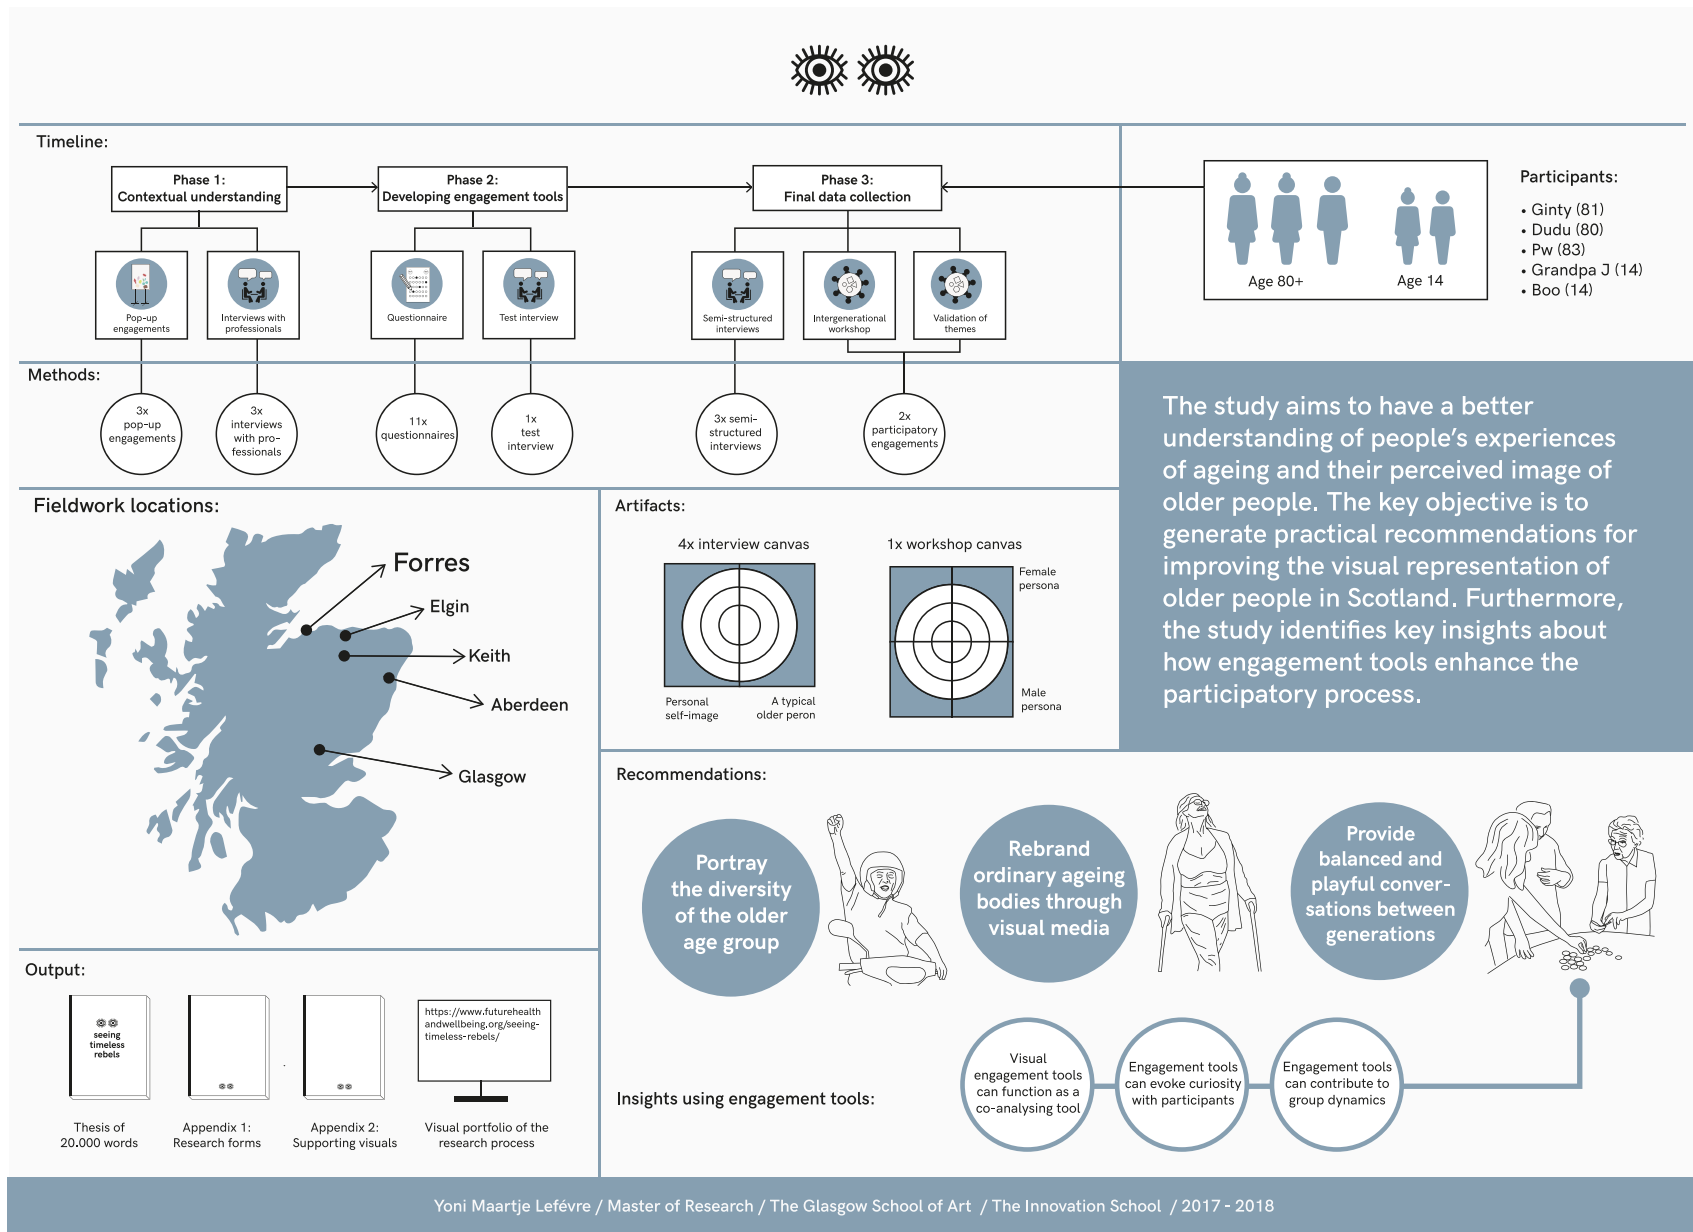 Timeline:
Phase 1:
Contextual understanding
Phase 2:
Developing engagement tools
Phase 3:
Final data collection
Pop-up
engagements
Interviews with
professionals
Questionnaire
Test interview
Semi-structured
interviews
Intergenerational
workshop
Validation of
themes
Age 80+
Age 14
Participants:
• Ginty (81)
• Dudu (80)
• Pw (83)
• Grandpa J (14)
• Boo (14)
Methods:
3x
pop-up
engagements
3x
interviews
with pro-
fessionals
11x
questionnaires
1x
test
interview
3x semi-
structured
interviews
2x
participatory
engagements
The study aims to have a better
understanding of people's experiences
of ageing and their perceived image of
older people. The key objective is to
generate practical recommendations for
improving the visual representation of
older people in Scotland. Furthermore,
the study identifies key insights about
how engagement tools enhance the
participatory process.
Fieldwork locations:
Forres
Elgin
Keith
Aberdeen
Glasgow
Artifacts:
4x interview canvas
Personal
self-image
A typical
older peron
1x workshop canvas
Female
persona
Male
persona
Recommendations:
Portray
the diversity
of the older
age group
Rebrand
ordinary ageing
bodies through
visual media
Provide
balanced and
playful conver-
sations between
generations
Output:
seeing
timeless
rebels
https://www.futurehealth
andwellbeing.org/seeing-
timeless-rebels/
Thesis of
20.000 words
Appendix 1:
Research forms
Appendix 2:
Supporting visuals
Visual portfolio of the
research process
Insights using engagement tools:
Visual
engagement tools
can function as a
co-analysing tool
Engagement tools
can evoke curiosity
with participants
Engagement tools
can contribute to
group dynamics
Yoni Maartje Lefévre / Master of Research / The Glasgow School of Art / The Innovation School / 2017 - 2018